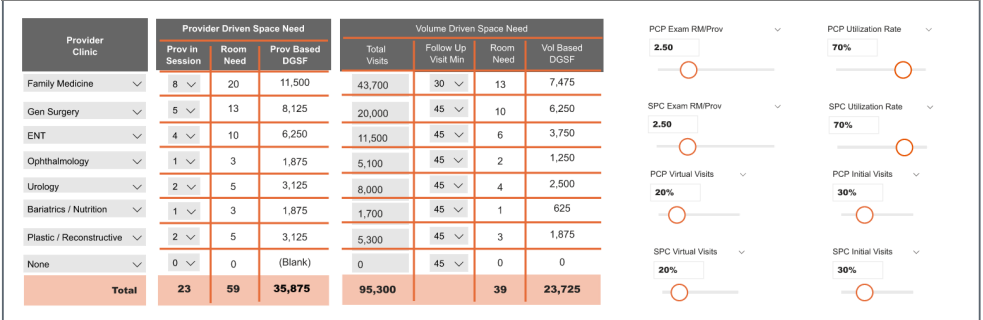 Provider Clinic
Provider Driven Space Need
Prov in Session
Room Need
Prov Based DGSF
Volume Driven Space Need
Total Visits
Follow Up Visit Min
Room Need
Vol Based DGSF
Family Medicine 8 20 11,500 43,700 30 13 7,475
Gen Surgery 5 13 8,125 20,000 45 10 6,250
ENT 4 10 6,250 11,500 45 6 3,750
Ophthalmology 1 3 1,875 5,100 45 2 1,250
Urology 2 5 3,125 8,000 45 4 2,500
Bariatrics / Nutrition 1 3 1,875 1,700 45 1 625
Plastic / Reconstructive 2 5 3,125 5,300 45 3 1,875
None 0 0 (Blank) 0 45 0 0
Total 23 59 35,875 95,300 39 23,725
PCP Exam RM/Prov
2.50
PCP Utilization Rate
70%
SPC Exam RM/Prov
2.50
SPC Utilization Rate
70%
PCP Virtual Visits
20%
PCP Initial Visits
30%
SPC Virtual Visits
20%
SPC Initial Visits
30%